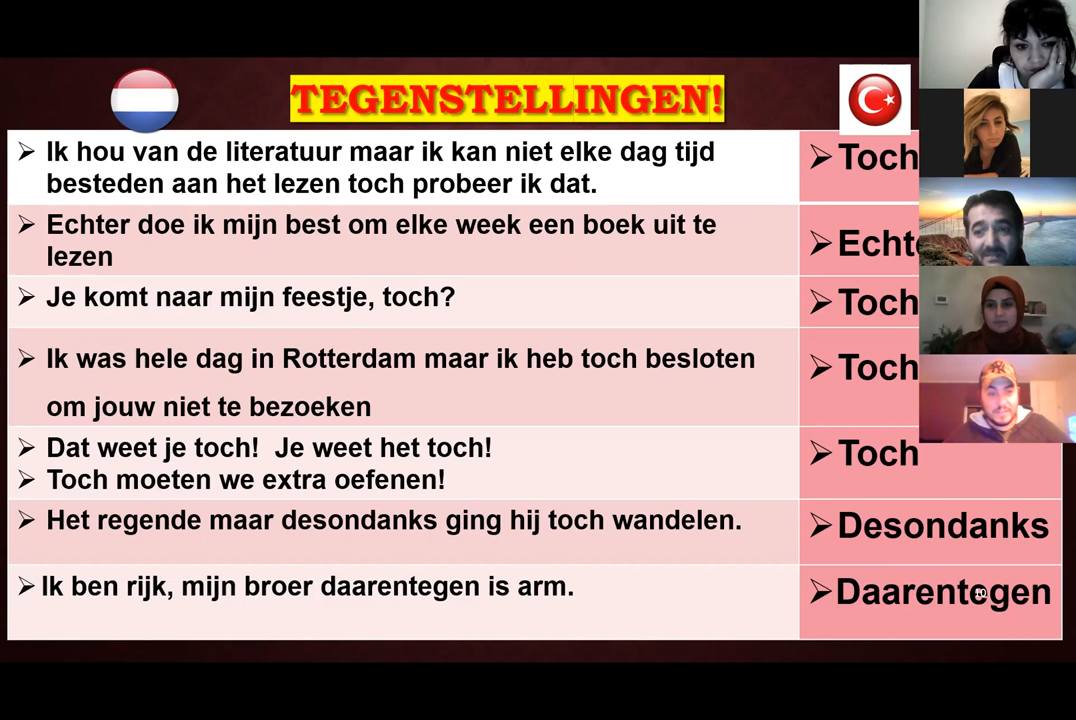 TEGENSTELLINGEN!
➢ Ik hou van de literatuur maar ik kan niet elke dag tijd
besteden aan het lezen toch probeer ik dat.
➢ Toch
➢ Echter doe ik mijn best om elke week een boek uit te
lezen
➢ Echte
➢ Je komt naar mijn feestje, toch?
➢ Toch
➢ Ik was hele dag in Rotterdam maar ik heb toch besloten
om jouw niet te bezoeken
➢ Toch
➢ Dat weet je toch! Je weet het toch!
➢ Toch moeten we extra oefenen!
➢ Toch
➢ Het regende maar desondanks ging hij toch wandelen.
➢ Desondanks
➢ Ik ben rijk, mijn broer daarentegen is arm.
➢ Daarentegen